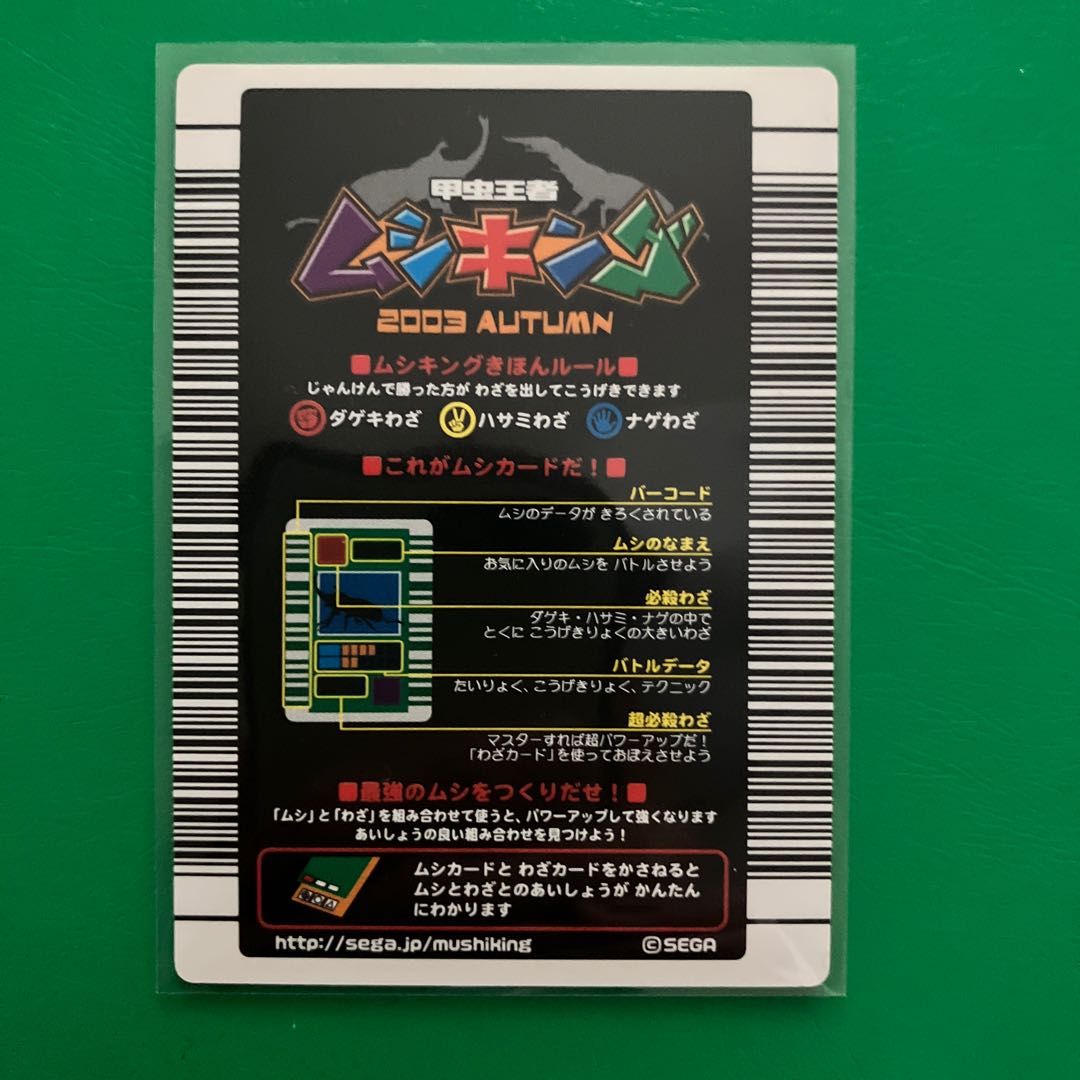 甲虫王者
ムシキング
2003 AUTUMN
■ムシキングきほんルール■
じゃんけんで勝った方が わざを出してこうげきできます
ダゲキわざ ハサミわざ ナゲわざ
■これがムシカードだ！■
バーコード
ムシのデータが きろくされている
ムシのなまえ
お気に入りのムシを バトルさせよう
必殺わざ
ダゲキ・ハサミ・ナゲの中で
とくに こうげきりょくの大きいわざ
バトルデータ
たいりょく、こうげきりょく、テクニック
超必殺わざ
マスターすれば超パワーアップだ！
「わざカード」を使っておぼえさせよう
■最強のムシをつくりだせ！■
「ムシ」と「わざ」を組み合わせて使うと、パワーアップして強くなります
あいしょうの良い組み合わせを見つけよう！
ムシカードと わざカードをかさねると
ムシとわざとのあいしょうが かんたん
にわかります
http://sega.jp/mushiking ©SEGA